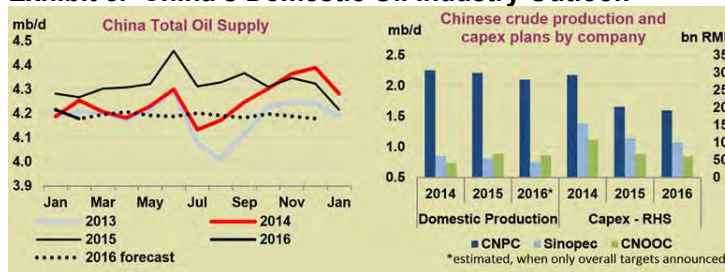 Exhibit China's Domestic Oil Industry Outlook
mb/d
China Total Oil Supply
4.5
4.4
4.3
4.2
4.1
4.0
3.9
Jan Mar May Jul Sep Nov Jan
2013 2014
2015 2016
2016 forecast
Chinese crude production and
capex plans by company
mb/d
bn RM
2.5
2.0
1.5
1.0
0.5
35
30
25
20
15
10
50
0
2014 2015 2016* 2014 2015 2016
Domestic Production Capex - RHS
CNPC Sinopec CNOOC
*estimated, when only overall targets announced